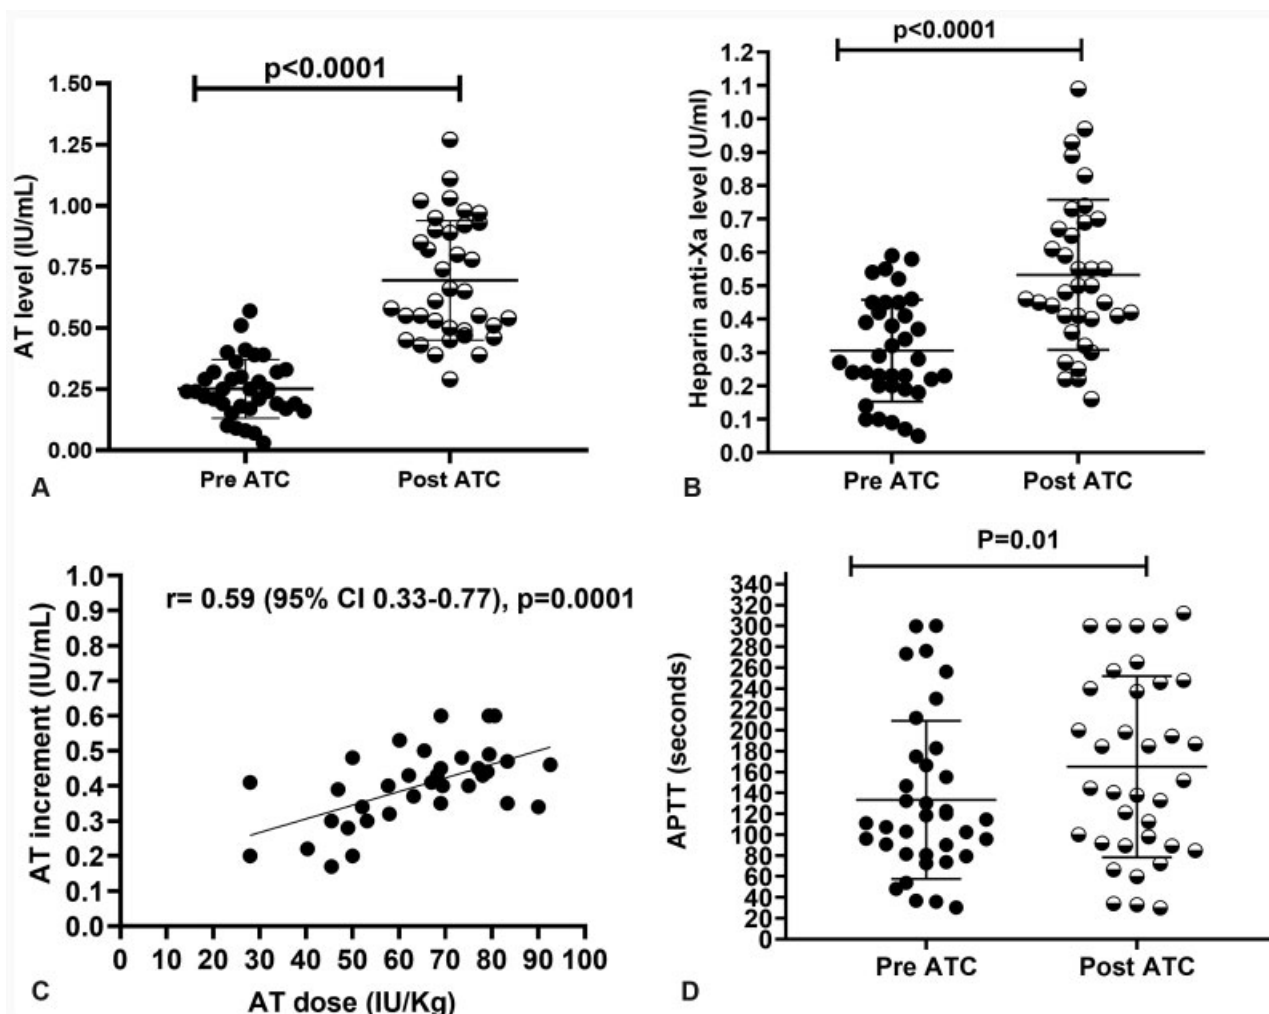 p<0.0001
1.50
1.25
1.00
0.75
0.50
0.25
0.00
AT level (IU/mL)
Pre ATC
Post ATC
A
p<0.0001
1.2
1.1
1.0
0.9
0.8
0.7
0.6
0.5
0.4
0.3
0.2
0.1
0.0
Heparin anti-Xa level (U/ml)
Pre ATC
Post ATC
B
r= 0.59 (95% CI 0.33-0.77), p=0.0001
1.0
0.9
0.8
0.7
0.6
0.5
0.4
0.3
0.2
0.1
0.0
AT increment (IU/mL)
0 10 20 30 40 50 60 70 80 90 100
AT dose (IU/Kg)
C
P=0.01
340
320
300
280
260
240
220
200
180
160
140
120
100
80
60
40
20
0
APTT (seconds)
Pre ATC
Post ATC
D